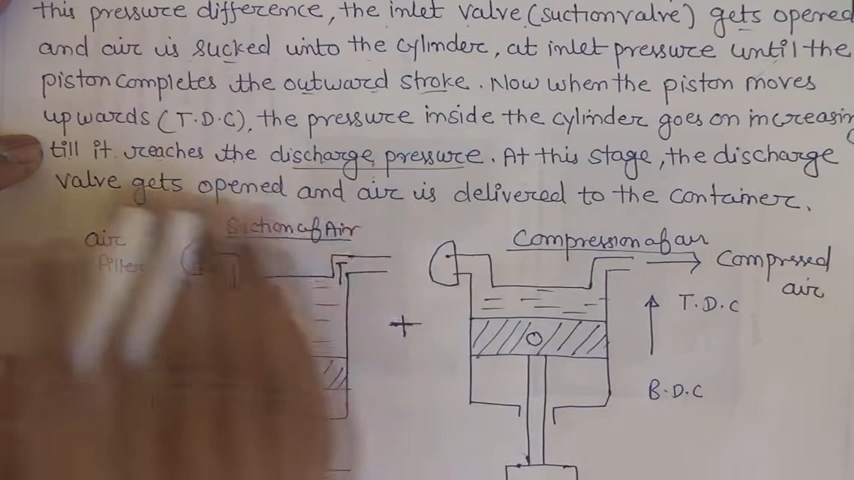 this pressure difference, the inlet valve (suction valve) gets opened
and air is sucked into the cylinder, at inlet pressure until the
piston completes the outward stroke. Now when the piston moves
upwards (T.D.C), the pressure inside the cylinder goes on increasin
till it reaches the discharge pressure. At this stage, the discharge
valve gets opened and air is delivered to the container.
Suction of Air
air
filter
Compression of air
Compressed
air
+
T.D.C
B.D.C